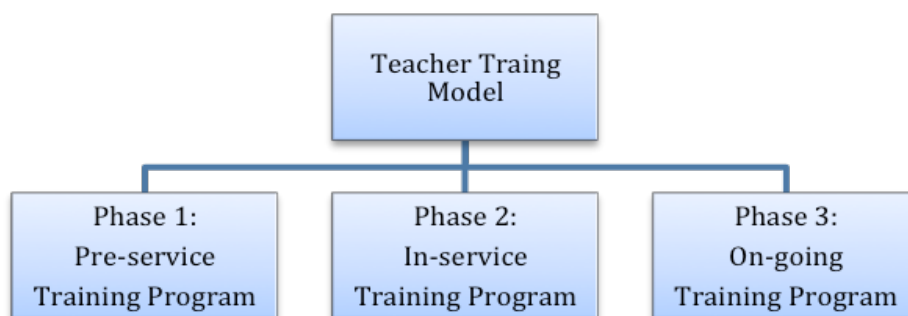 Teacher Traing
Model
Phase 1:
Pre-service
Training Program
Phase 2:
In-service
Training Program
Phase 3:
On-going
Training Program